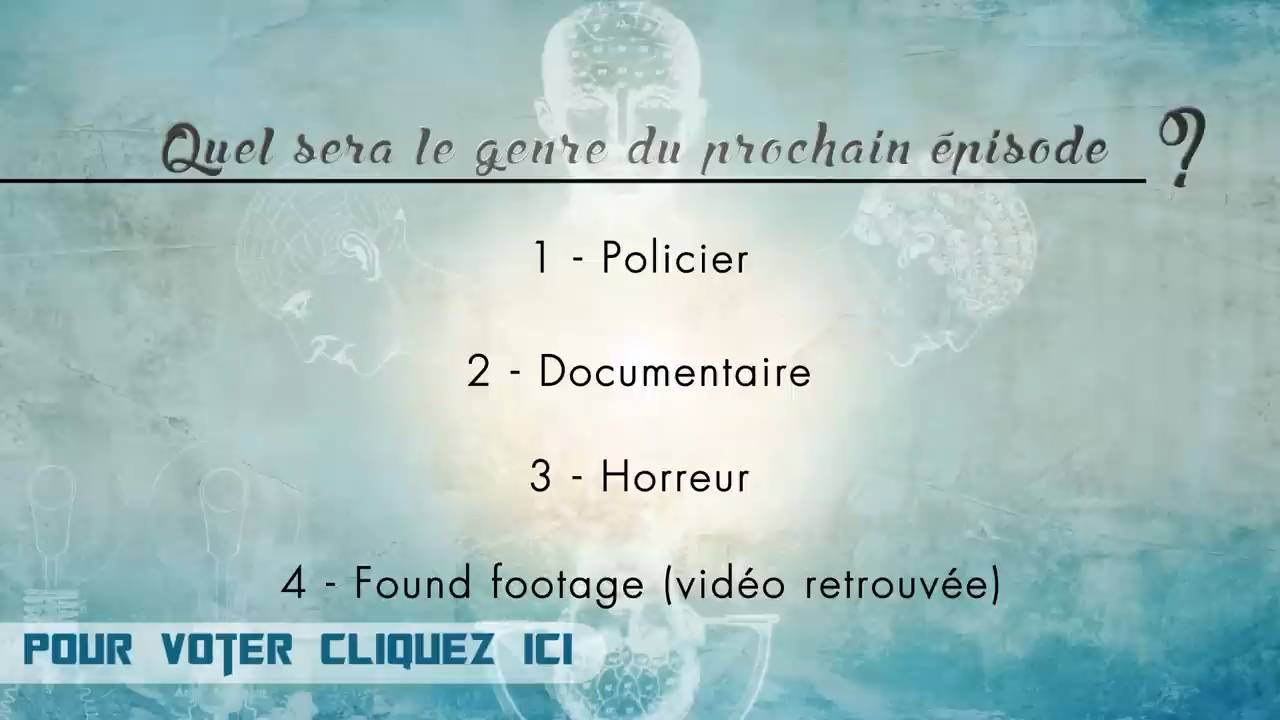 Quel sera le genre du prochain épisode ?
1 - Policier
2 - Documentaire
3 - Horreur
4 - Found footage (vidéo retrouvée)
POUR VOTER CLIQUEZ ICI